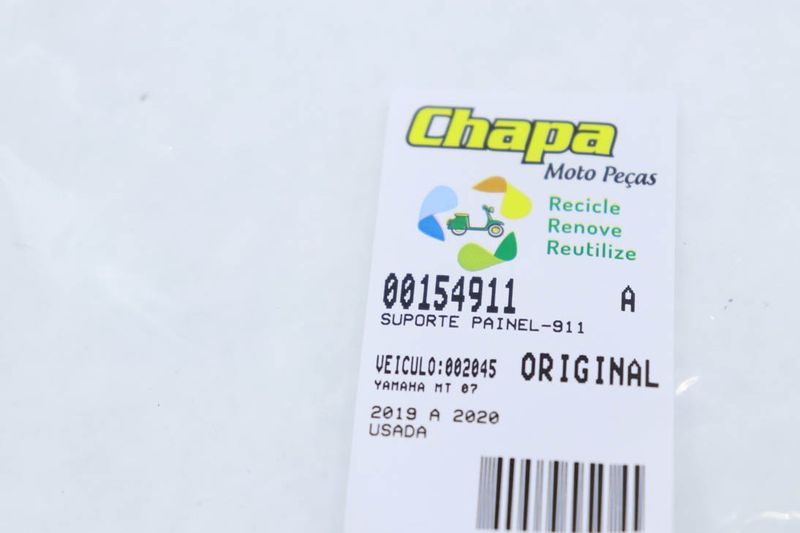 Chapa
Moto Peças
Recicle
Renove
Reutilize
00154911 A
SUPORTE PAINEL-911
VEICULO:002045 ORIGINAL
YAMAHA MT 07
2019 A 2020
USADA